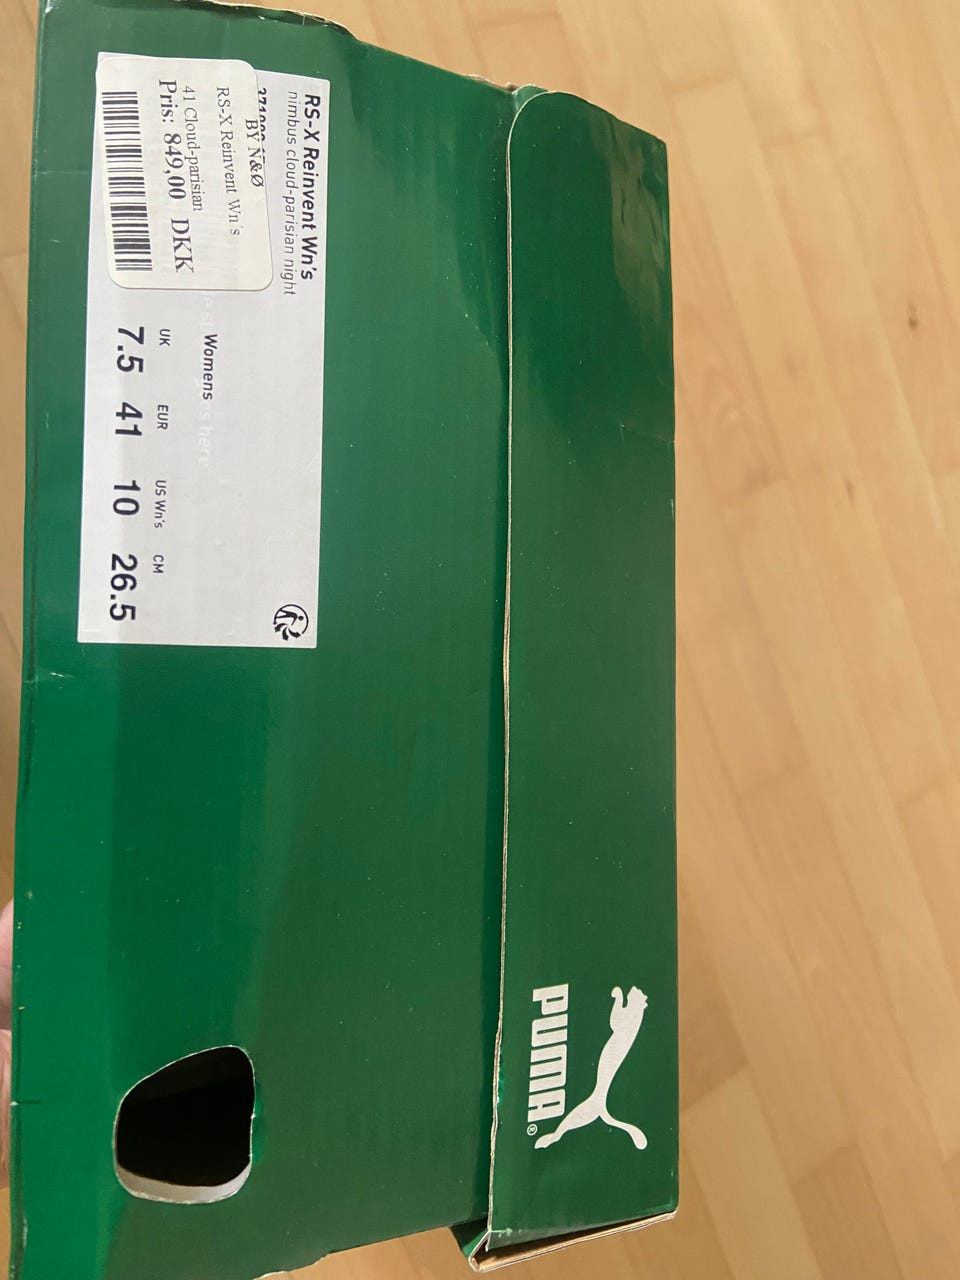 RS-X Reinvent Wn's
nimbus cloud-parisian night
BY N&Ø
RS-X Reinvent Wn´s
41 Cloud-parisian
Pris: 849,00 DKK
Womens
UK EUR US Wn's CM
7.5 41 10 26.5
PUMA®